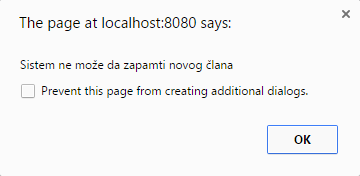 The page at localhost:8080 says:
Sistem ne može da zapamti novog člana
Prevent this page from creating additional dialogs.
OK